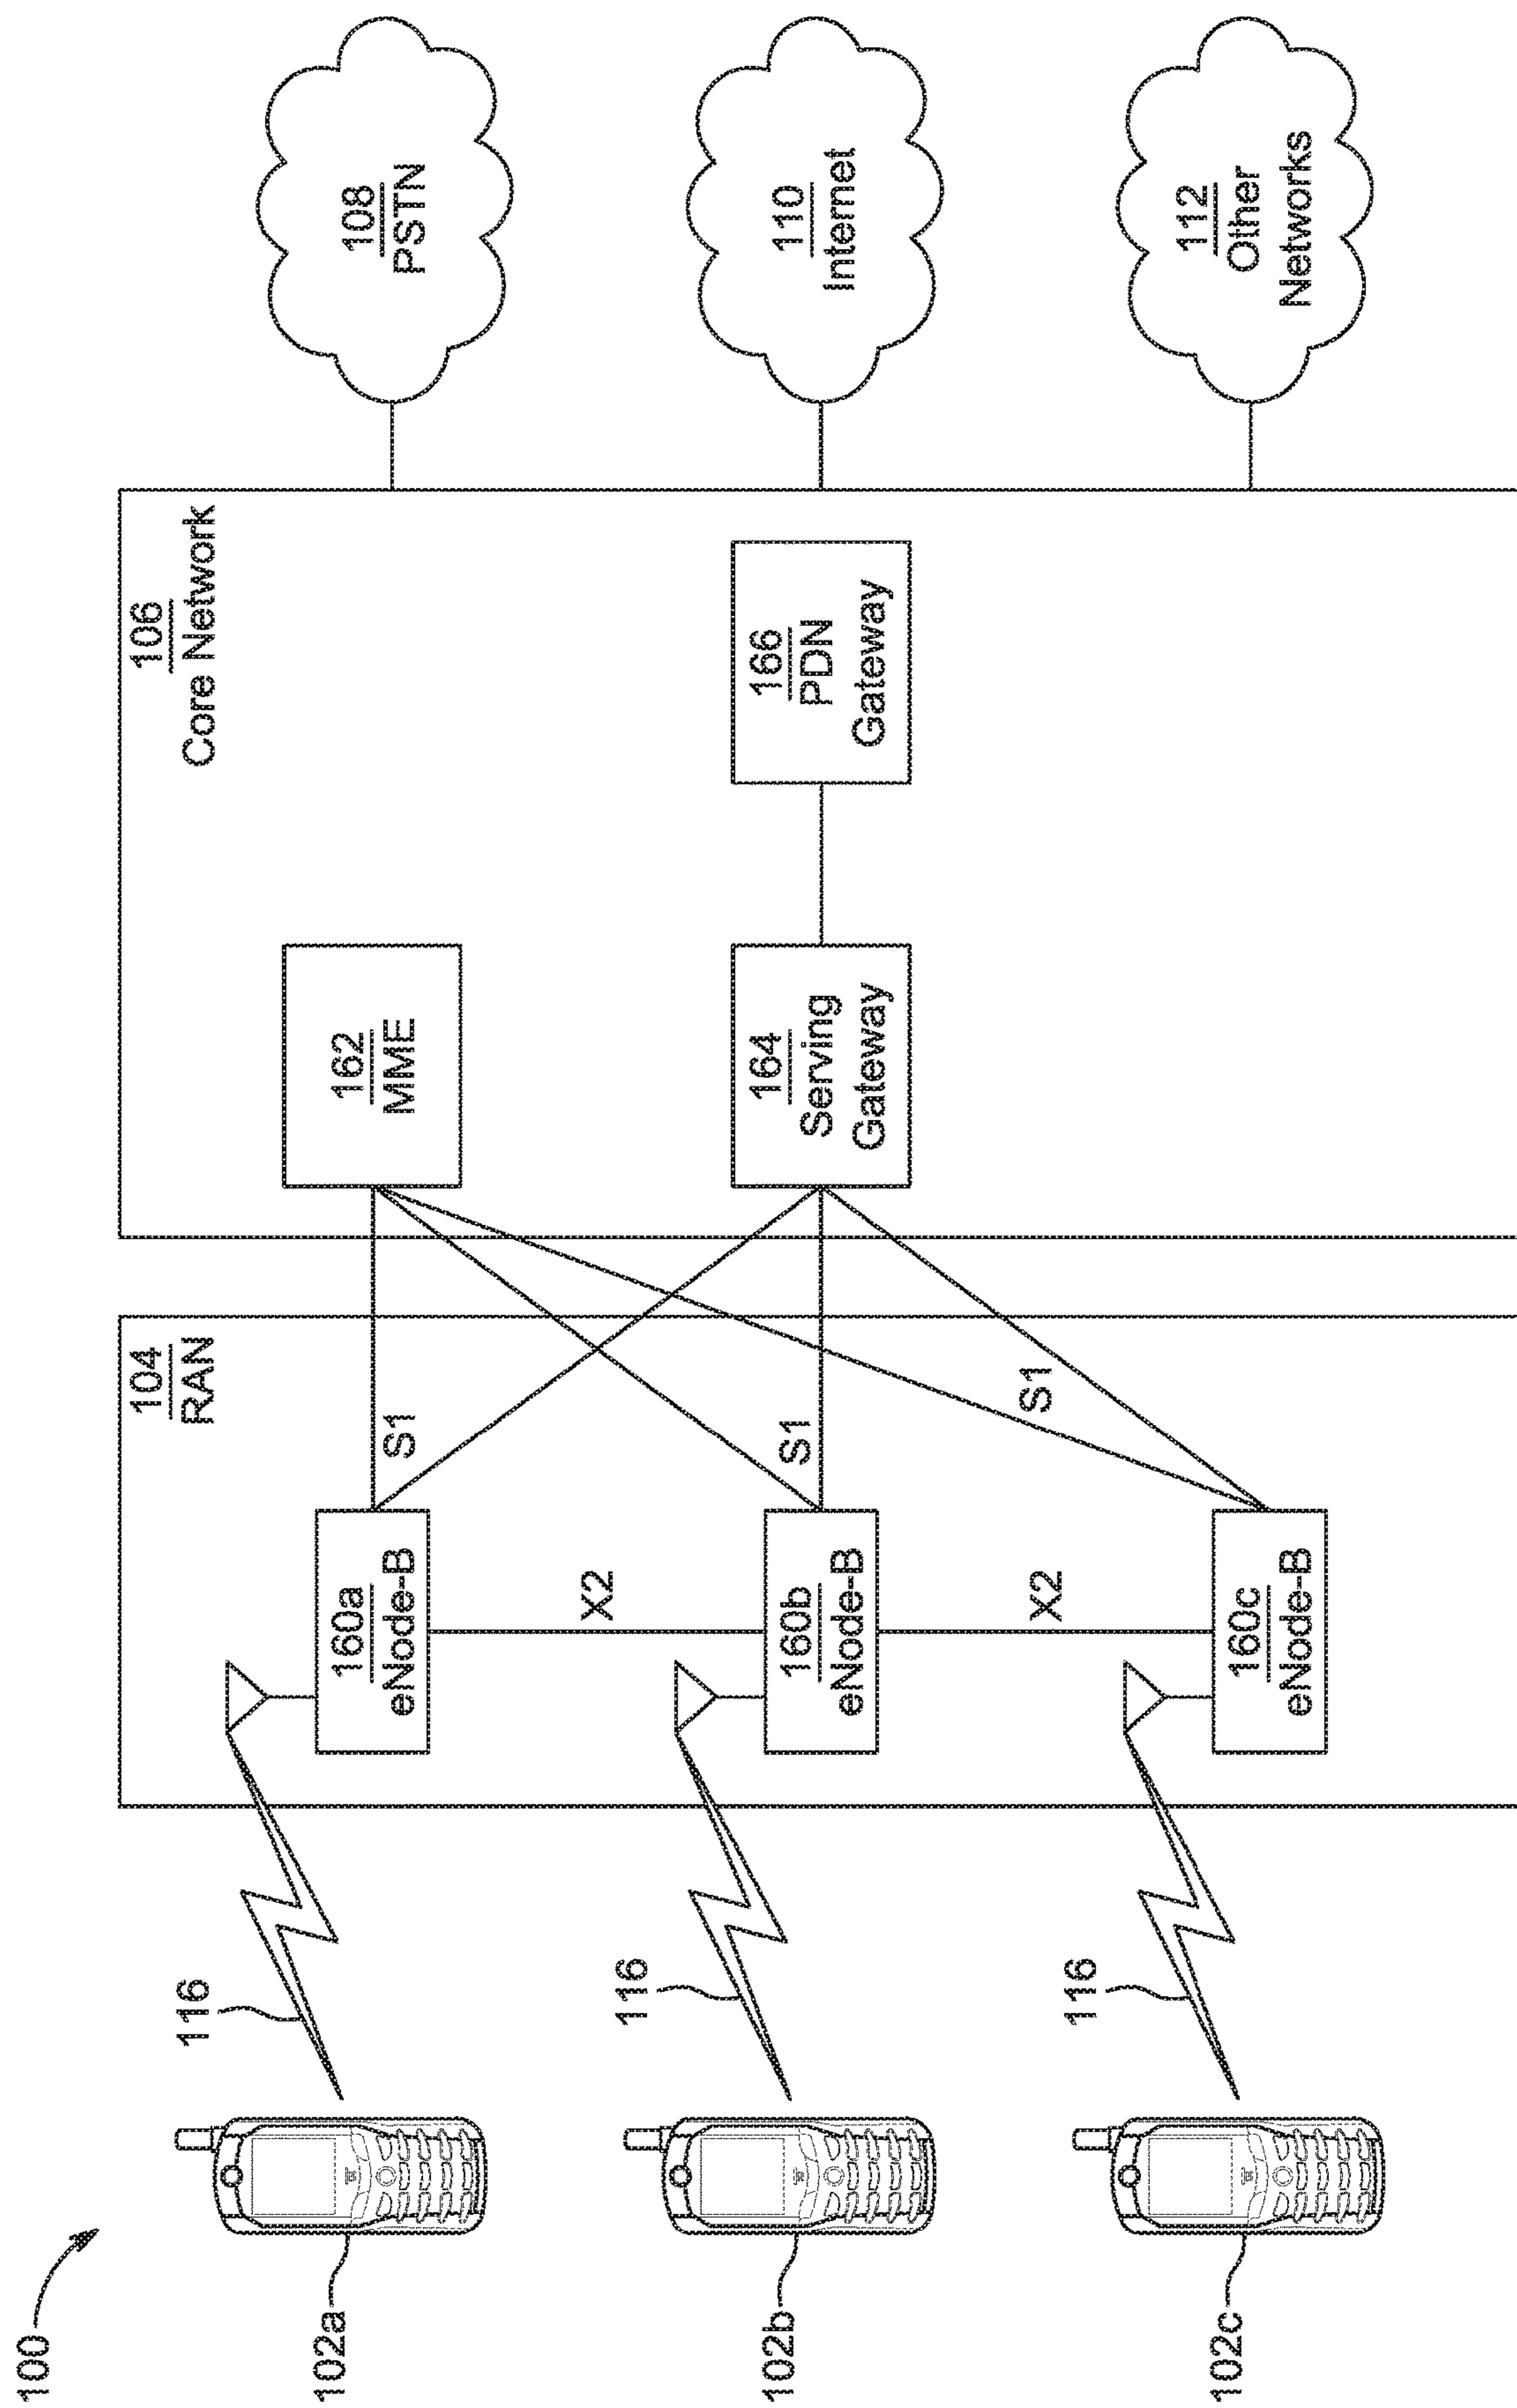 100
102a
102b
102c
116
116
116
104
RAN
160a
eNode-B
160b
eNode-B
160c
eNode-B
X2
X2
S1
S1
S1
106
Core Network
162
MME
164
Serving
Gateway
166
PDN
Gateway
108
PSTN
110
Internet
112
Other
Networks